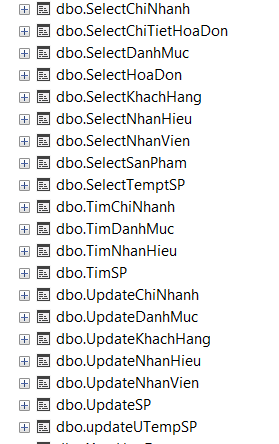 dbo.SelectChiNhanh
dbo.SelectChiTietHoaDon
dbo.SelectDanhMuc
dbo.SelectHoaDon
dbo.SelectKhachHang
dbo.SelectNhanHieu
dbo.SelectNhanVien
dbo.SelectSanPham
dbo.SelectTemptSP
dbo.TimChiNhanh
dbo.TimDanhMuc
dbo.TimNhanHieu
dbo.TimSP
dbo.UpdateChiNhanh
dbo.UpdateDanhMuc
dbo.UpdateKhachHang
dbo.UpdateNhanHieu
dbo.UpdateNhanVien
dbo.UpdateSP
dbo.updateUTempSP